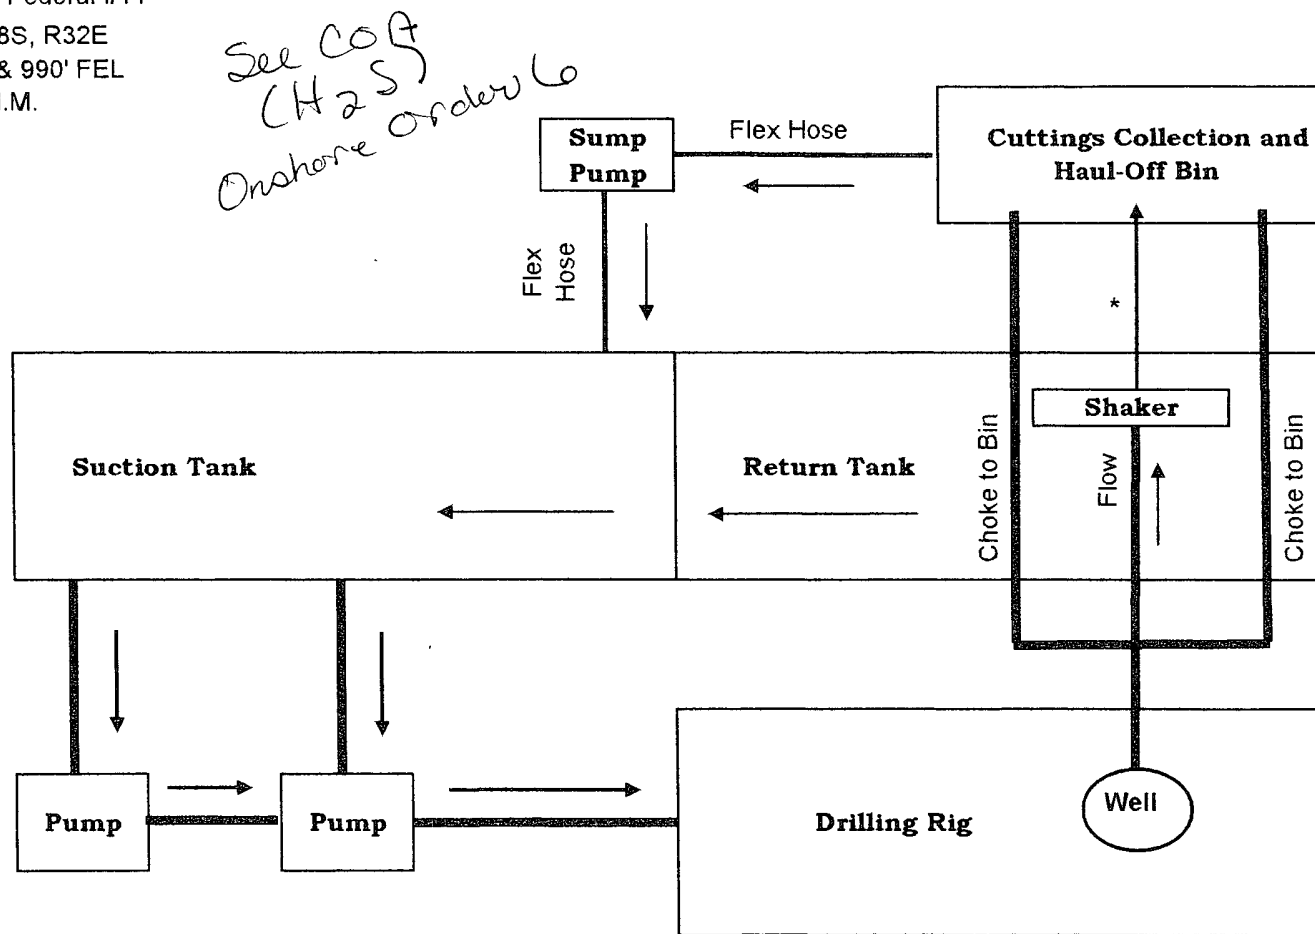 Federal #
8S, R32E
& 990' FEL
I.M.
See COA
(H2S)
Onshore order 6
Sump
Pump
Flex Hose
Cuttings Collection and
Haul-Off Bin
Flex
Hose
*
Shaker
Suction Tank
Return Tank
Choke to Bin
Flow
Choke to Bin
Pump
Pump
Drilling Rig
Well